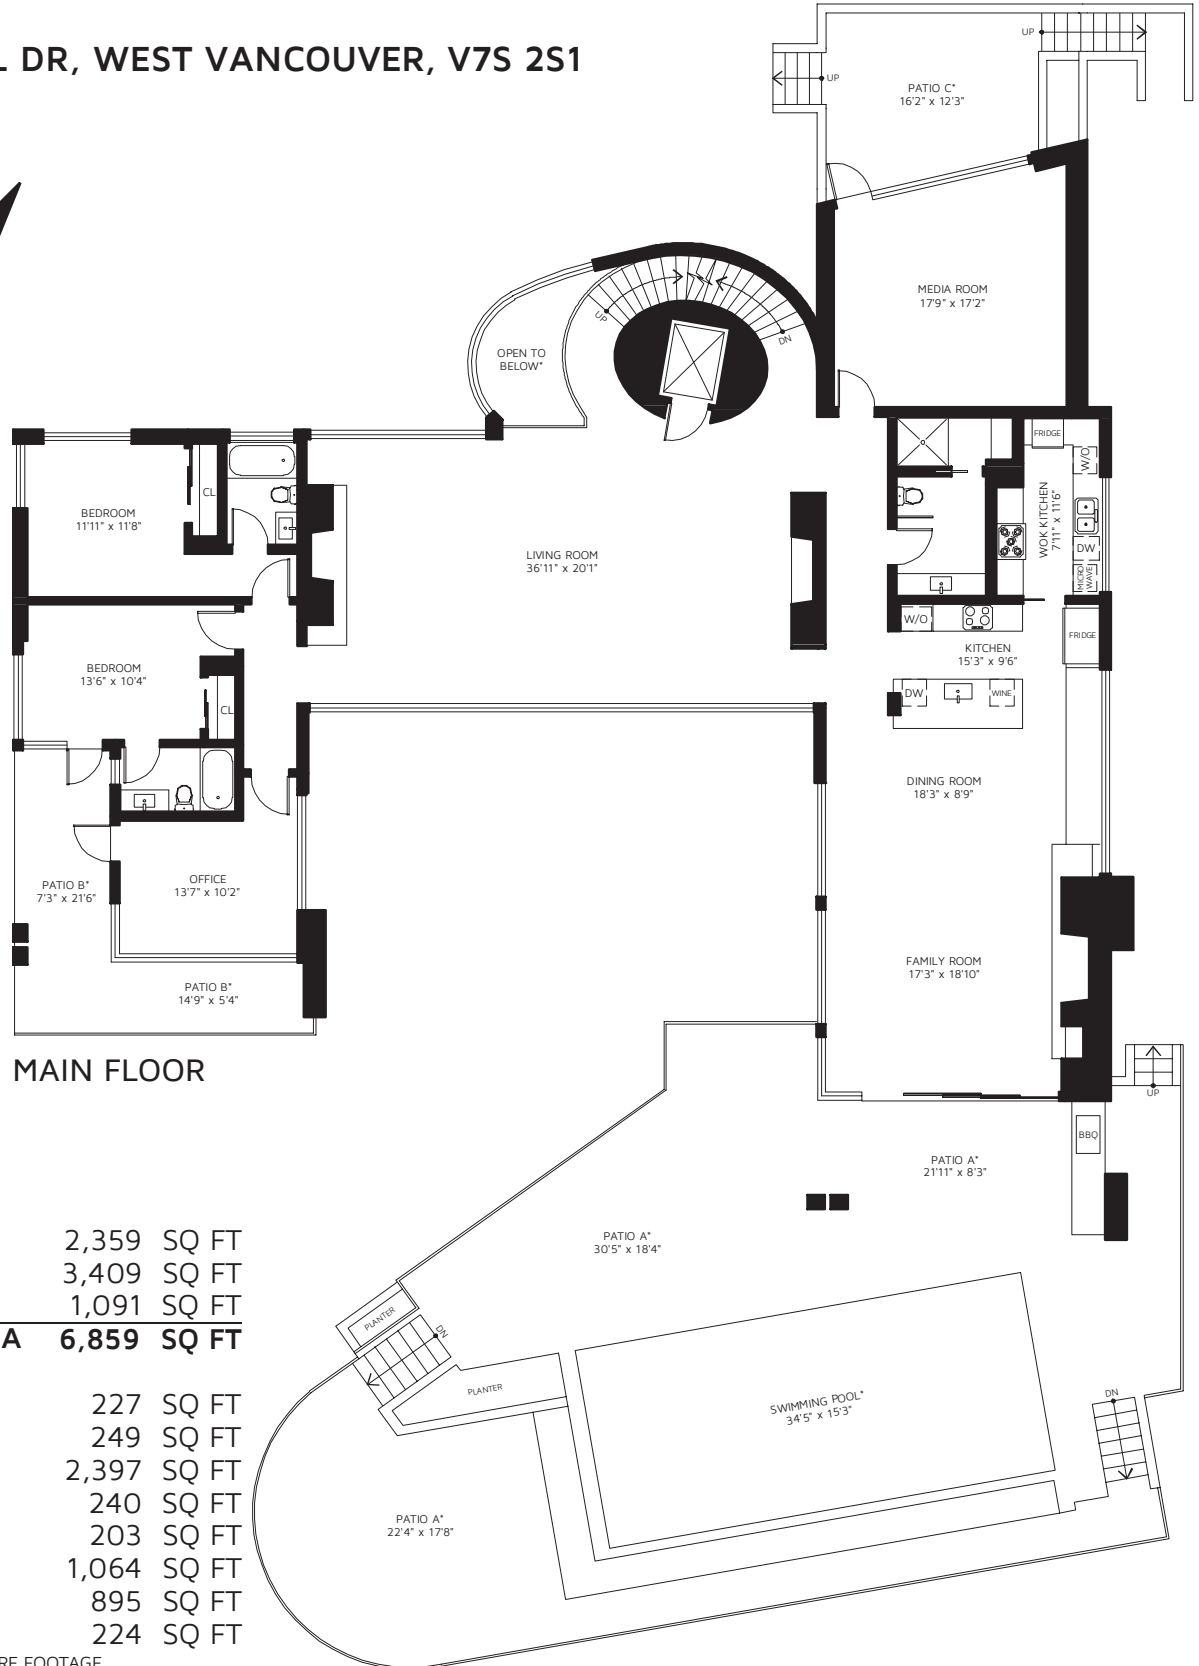 L DR, WEST VANCOUVER, V7S 2S1
UP
UP
PATIO C*
16'2" x 12'3"
MEDIA ROOM
17'9" x 17'2"
UP
DN
OPEN TO
BELOW*
BEDROOM
11'11" x 11'8"
CL
LIVING ROOM
36'11" x 20'1"
FRIDGE
W/O
WOK KITCHEN
7'11" x 11'6"
DW
MICRO
WAVE
W/O
KITCHEN
15'3" x 9'6"
FRIDGE
DW
WINE
BEDROOM
13'6" x 10'4"
CL
DINING ROOM
18'3" x 8'9"
OFFICE
13'7" x 10'2"
PATIO B*
7'3" x 21'6"
FAMILY ROOM
17'3" x 18'10"
PATIO B*
14'9" x 5'4"
MAIN FLOOR
UP
BBQ
PATIO A*
21'11" x 8'3"
PATIO A*
30'5" x 18'4"
PLANTER
DN
PLANTER
SWIMMING POOL*
34'5" x 15'3"
DN
PATIO A*
22'4" x 17'8"
2,359 SQ FT
3,409 SQ FT
1,091 SQ FT
A 6,859 SQ FT
227 SQ FT
249 SQ FT
2,397 SQ FT
240 SQ FT
203 SQ FT
1,064 SQ FT
895 SQ FT
224 SQ FT
RE FOOTAGE